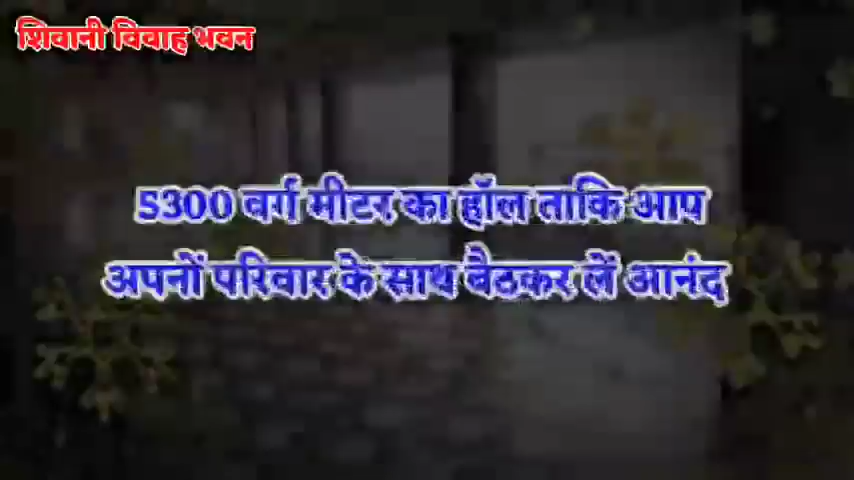 शिवानी विवाह भवन
5300 वर्ग मीटर का हॉल ताकि आप
अपनों परिवार के साथ बैठकर लें आनंद